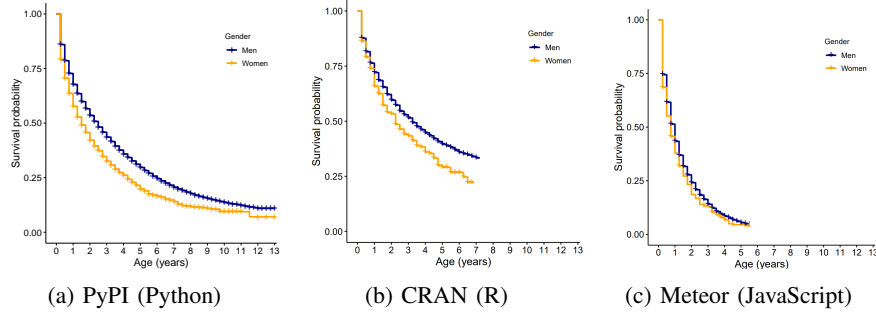 Gender
Men
Women
Survival probability
1.00
0.75
0.50
0.25
0.00
0 1 2 3 4 5 6 7 8 9 10 11 12 13
Age (years)
(a) PyPI (Python)
Gender
Men
Women
Survival probability
1.00
0.75
0.50
0.25
0.00
0 1 2 3 4 5 6 7 8 9 10 11 12 13
Age (years)
(b) CRAN (R)
Gender
Men
Women
Survival probability
1.00
0.75
0.50
0.25
0.00
0 1 2 3 4 5 6 7 8 9 10 11 12 13
Age (years)
(c) Meteor (JavaScript)